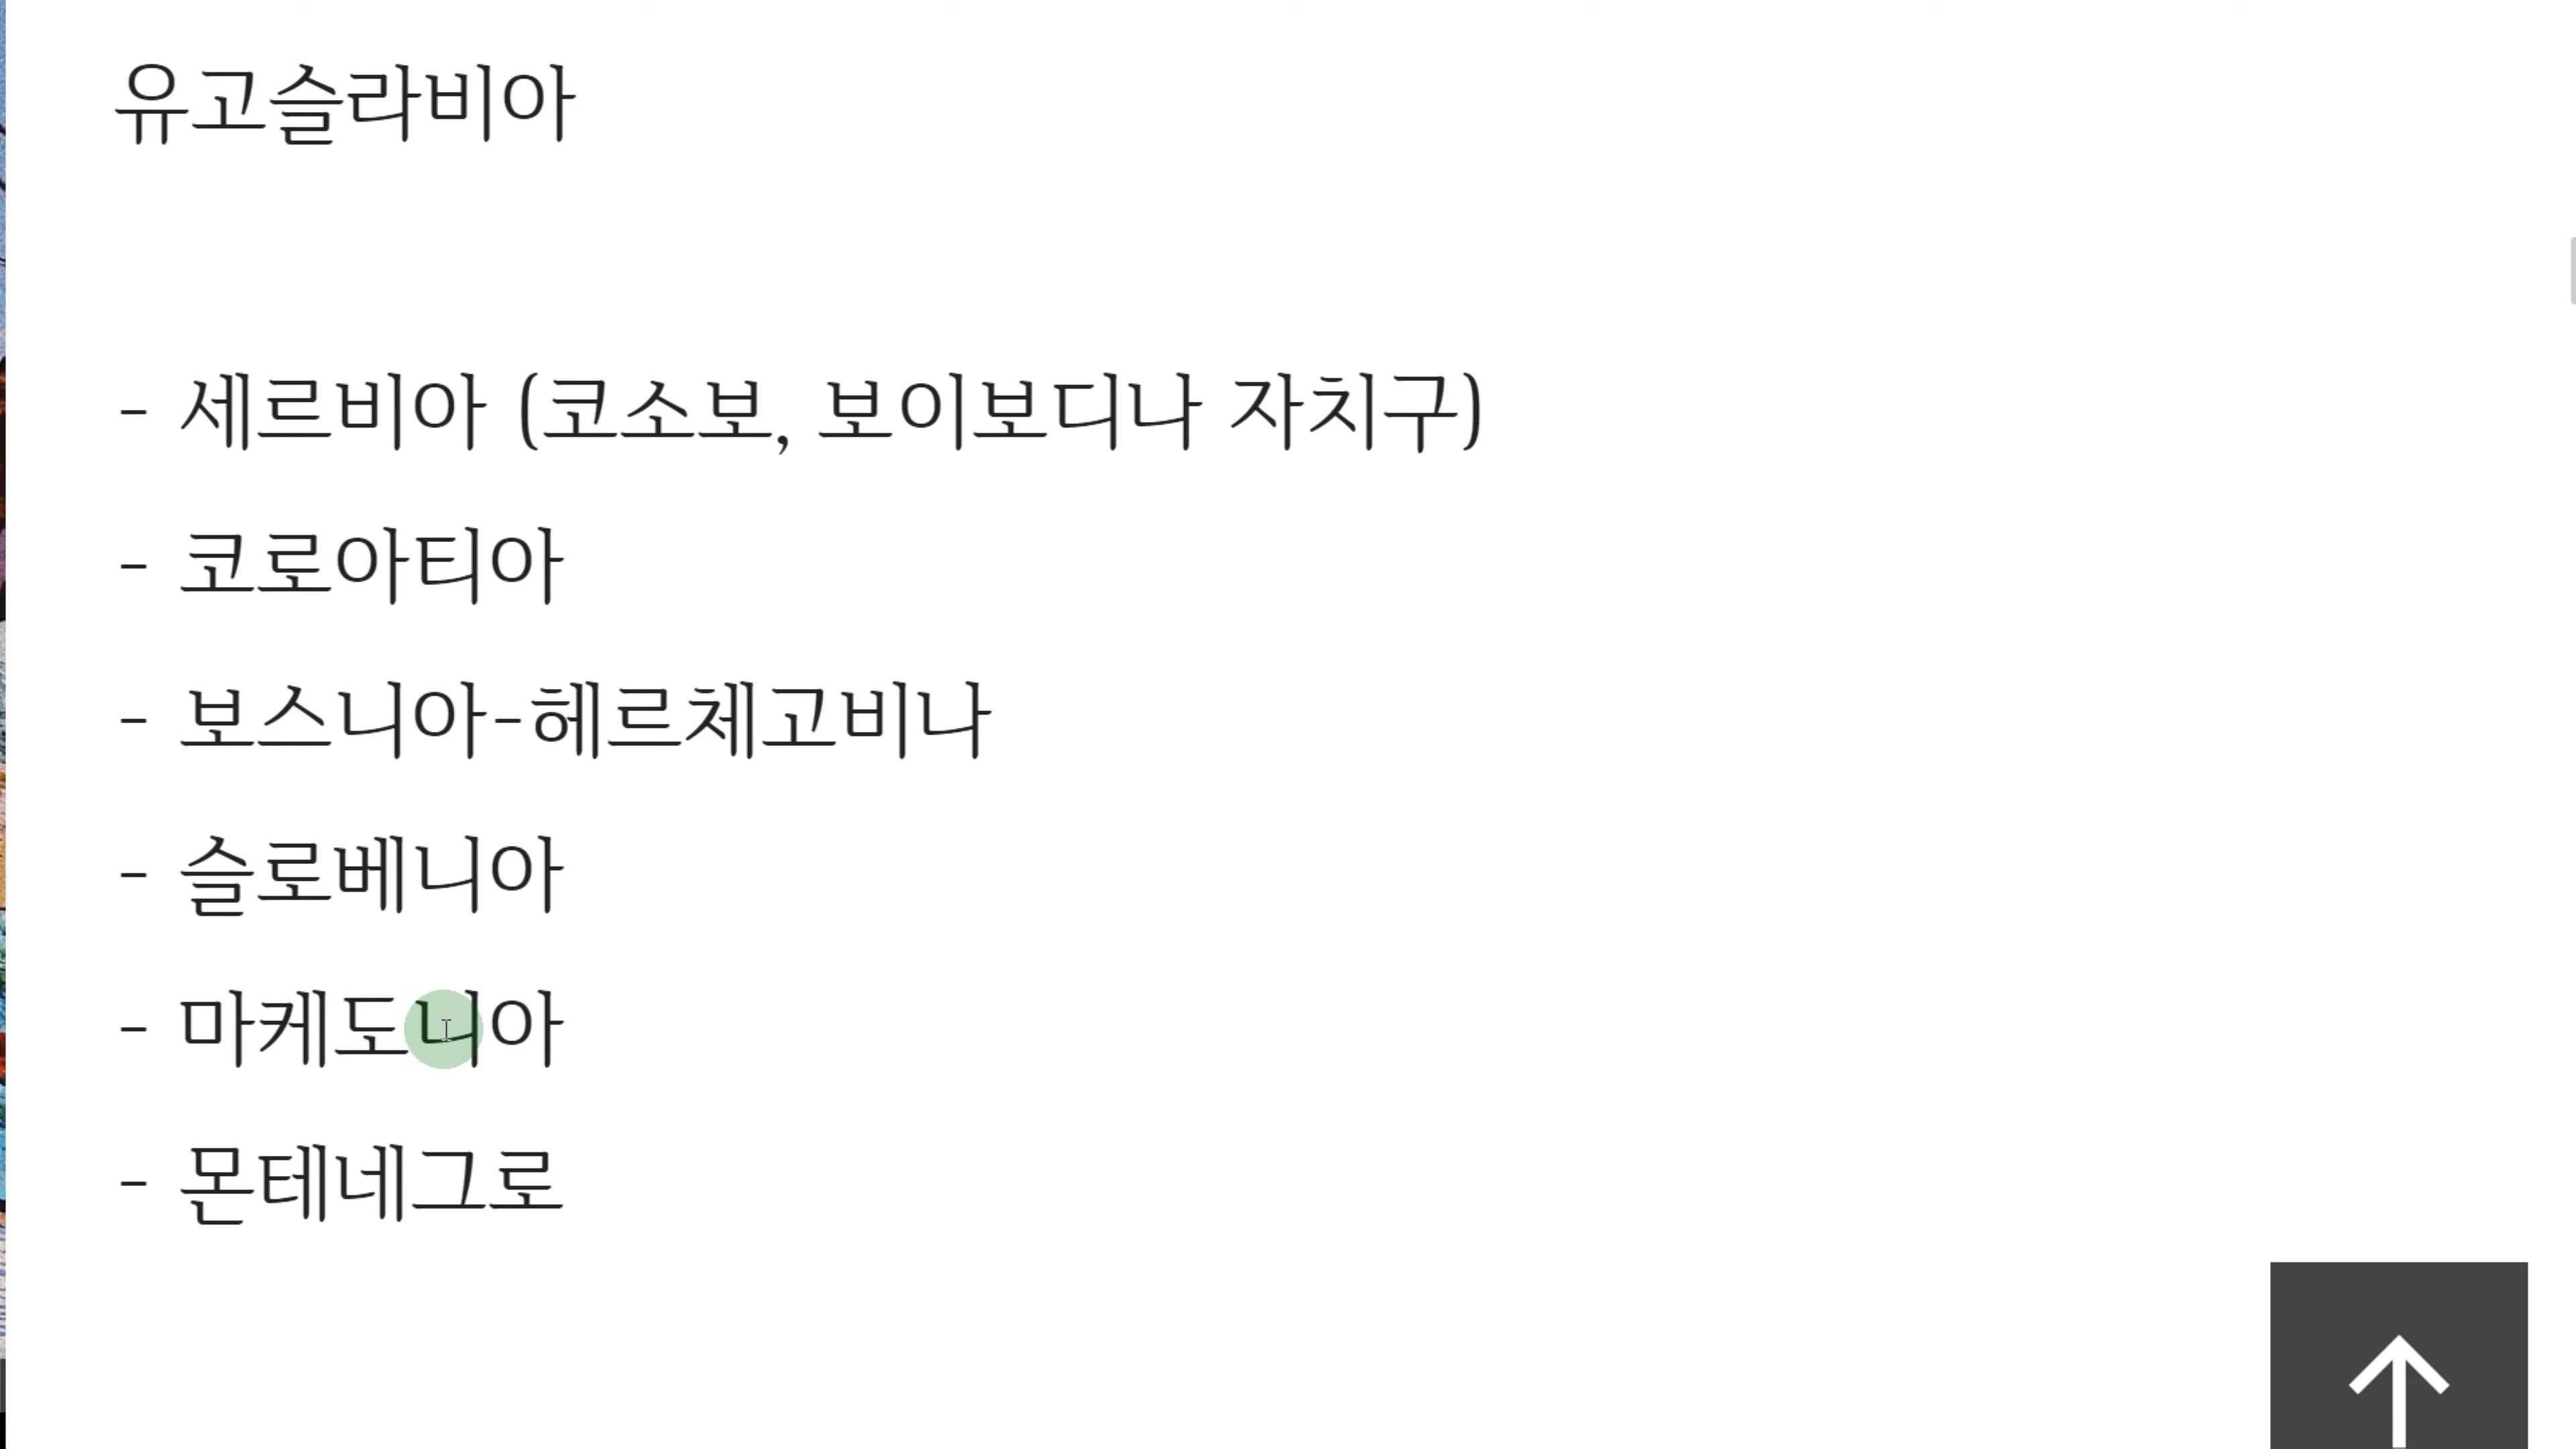 유고슬라비아
- 세르비아 (코소보, 보이보디나 자치구)
- 코로아티아
- 보스니아-헤르체고비나
- 슬로베니아
- 마케도니아
- 몬테네그로